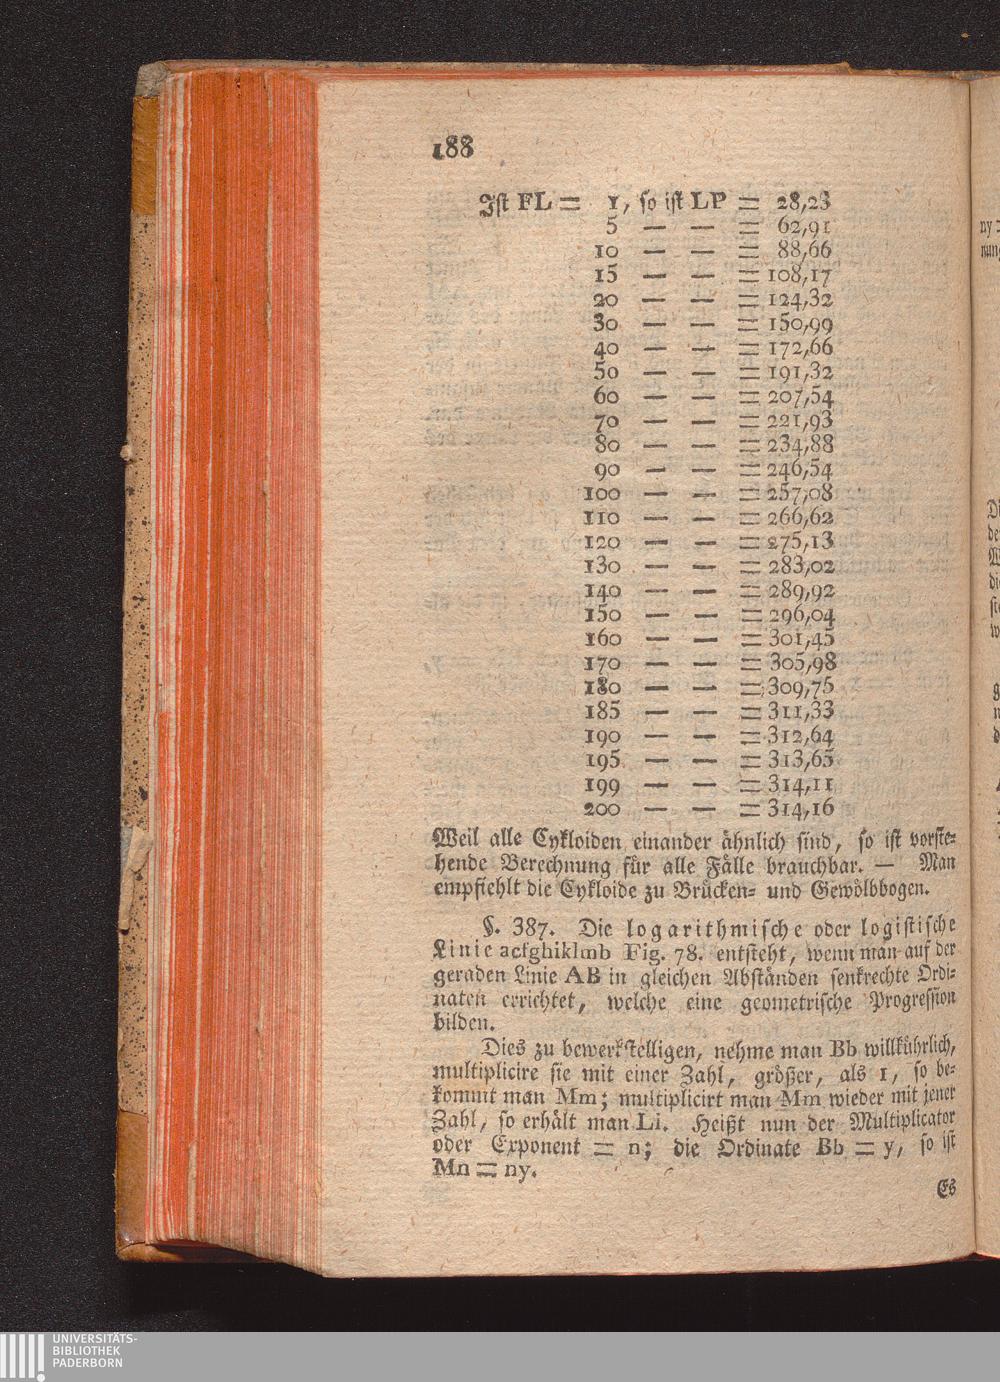 188
Ist FL = 1, so ist LP = 28,23
5 — — = 62,91
10 — — = 88,66
15 — — = 108,17
20 — — = 124,32
30 — — = 150,99
40 — — = 172,66
50 — — = 191,32
60 — — = 207,54
70 — — = 221,93
80 — — = 234,88
90 — — = 246,54
100 — — = 257,08
110 — — = 266,62
120 — — = 275,13
130 — — = 283,02
140 — — = 289,92
150 — — = 296,04
160 — — = 301,45
170 — — = 305,98
180 — — = 309,75
185 — — = 311,33
190 — — = 312,64
195 — — = 313,65
199 — — = 314,11
200 — — = 314,16
Weil alle Cykloiden einander ähnlich sind, so ist vorste-
hende Berechnung für alle Fälle brauchbar. — Man
empfiehlt die Cykloide zu Brücken- und Gewölbbogen.
§. 387. Die logarithmische oder logistische
Linie acfghiklmb Fig. 78. entsteht, wenn man auf der
geraden Linie AB in gleichen Abständen senkrechte Ordi-
naten errichtet, welche eine geometrische Progression
bilden.
Dies zu bewerkstelligen, nehme man Bb willkührlich,
multiplicire sie mit einer Zahl, größer, als 1, so be-
kommt man Mm; multiplicirt man Mm wieder mit jener
Zahl, so erhält man Ll. Heißt nun der Multiplicator
oder Exponent = n; die Ordinate Bb = y, so ist
Mn = ny.
Es
UNIVERSITÄTS-
BIBLIOTHEK
PADERBORN